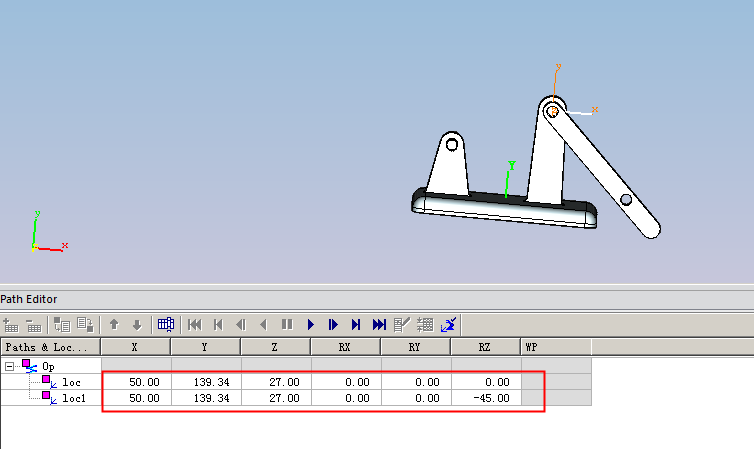 y
x
Y
y
x
Path Editor
Paths & Loc... X Y Z RX RY RZ WP
Op
loc 50.00 139.34 27.00 0.00 0.00 0.00
loc1 50.00 139.34 27.00 0.00 0.00 -45.00